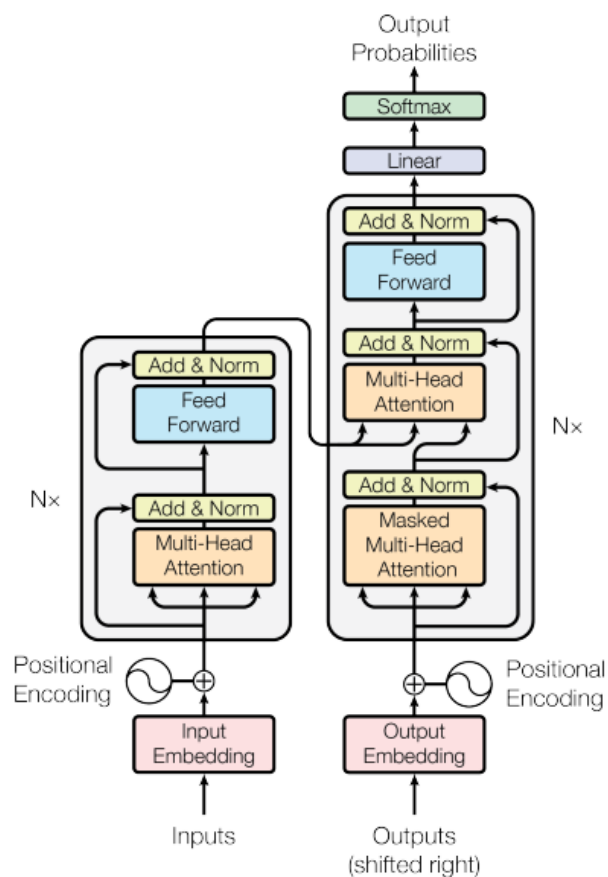 Output
Probabilities
Softmax
Linear
Add & Norm
Feed
Forward
Add & Norm
Multi-Head
Attention
Add & Norm
Masked
Multi-Head
Attention
N×
Add & Norm
Feed
Forward
Add & Norm
Multi-Head
Attention
N×
Positional
Encoding
Positional
Encoding
Input
Embedding
Output
Embedding
Inputs
Outputs
(shifted right)